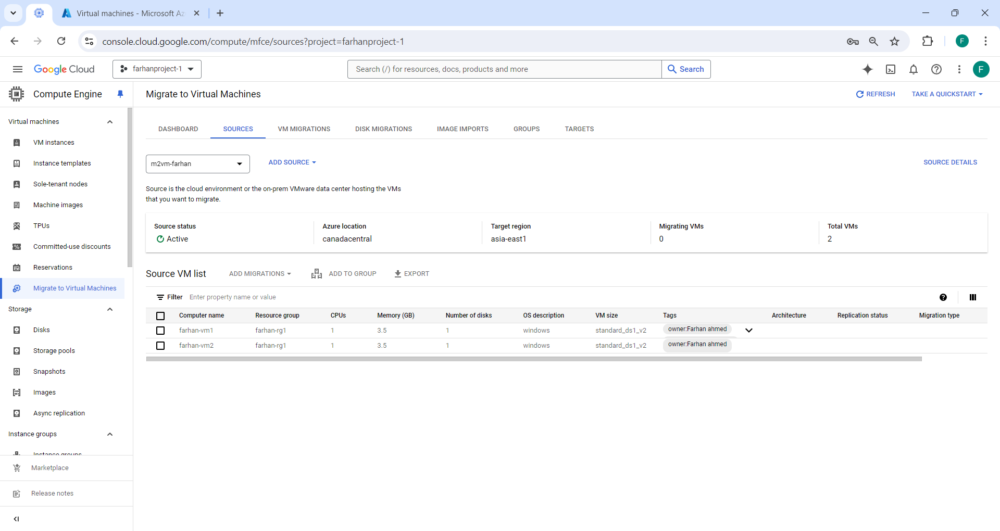 Virtual machines - Microsoft Az
console.cloud.google.com/compute/mfce/sources?project=farhanproject-1
F
Google Cloud
farhanproject-1
Search (/) for resources, docs, products and more
Search
F
Compute Engine
Migrate to Virtual Machines
REFRESH
TAKE A QUICKSTART
Virtual machines
VM instances
Instance templates
Sole-tenant nodes
Machine images
TPUs
Committed-use discounts
Reservations
Migrate to Virtual Machines
Storage
Disks
Storage pools
Snapshots
Images
Async replication
Instance groups
Instance groups
Marketplace
Release notes
DASHBOARD SOURCES VM MIGRATIONS DISK MIGRATIONS IMAGE IMPORTS GROUPS TARGETS
m2vm-farhan
ADD SOURCE
SOURCE DETAILS
Source is the cloud environment or the on-prem VMware data center hosting the VMs
that you want to migrate.
Source status Azure location Target region Migrating VMs Total VMs
Active canadacentral asia-east1 0 2
Source VM list ADD MIGRATIONS ADD TO GROUP EXPORT
Filter Enter property name or value
Computer name Resource group CPUs Memory (GB) Number of disks OS description VM size Tags Architecture Replication status Migration type
farhan-vm1 farhan-rg1 1 3.5 1 windows standard_ds1_v2 owner:Farhan ahmed
farhan-vm2 farhan-rg1 1 3.5 1 windows standard_ds1_v2 owner:Farhan ahmed